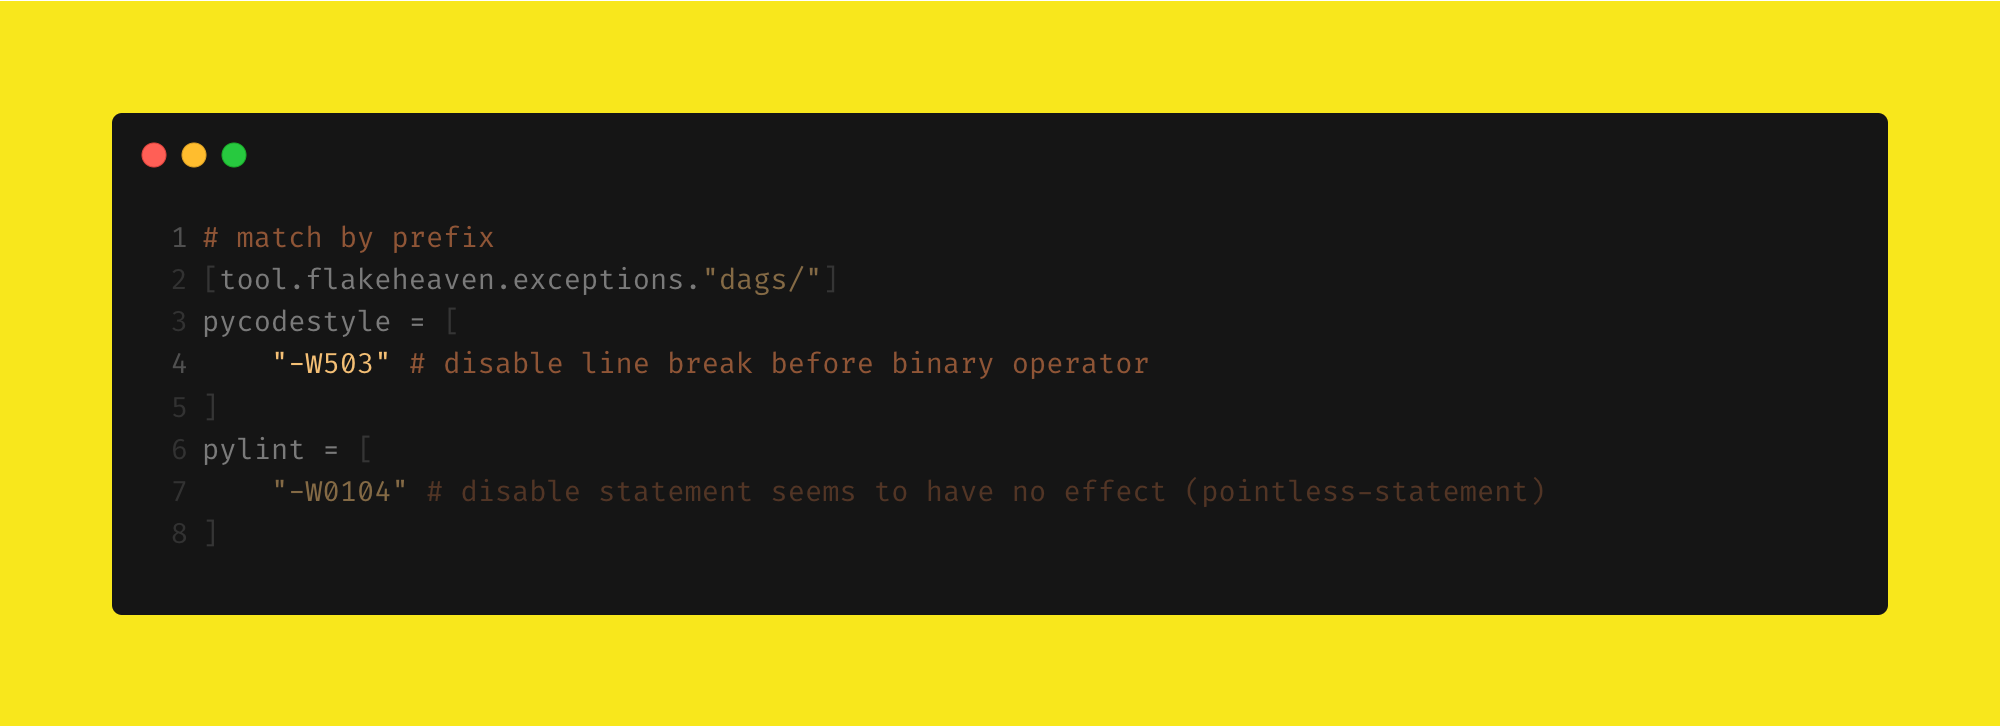 1 # match by prefix
2 [tool.flakeheaven.exceptions."dags/"]
3 pycodestyle = [
4     "-W503" # disable line break before binary operator
5 ]
6 pylint = [
7     "-W0104" # disable statement seems to have no effect (pointless-statement)
8 ]